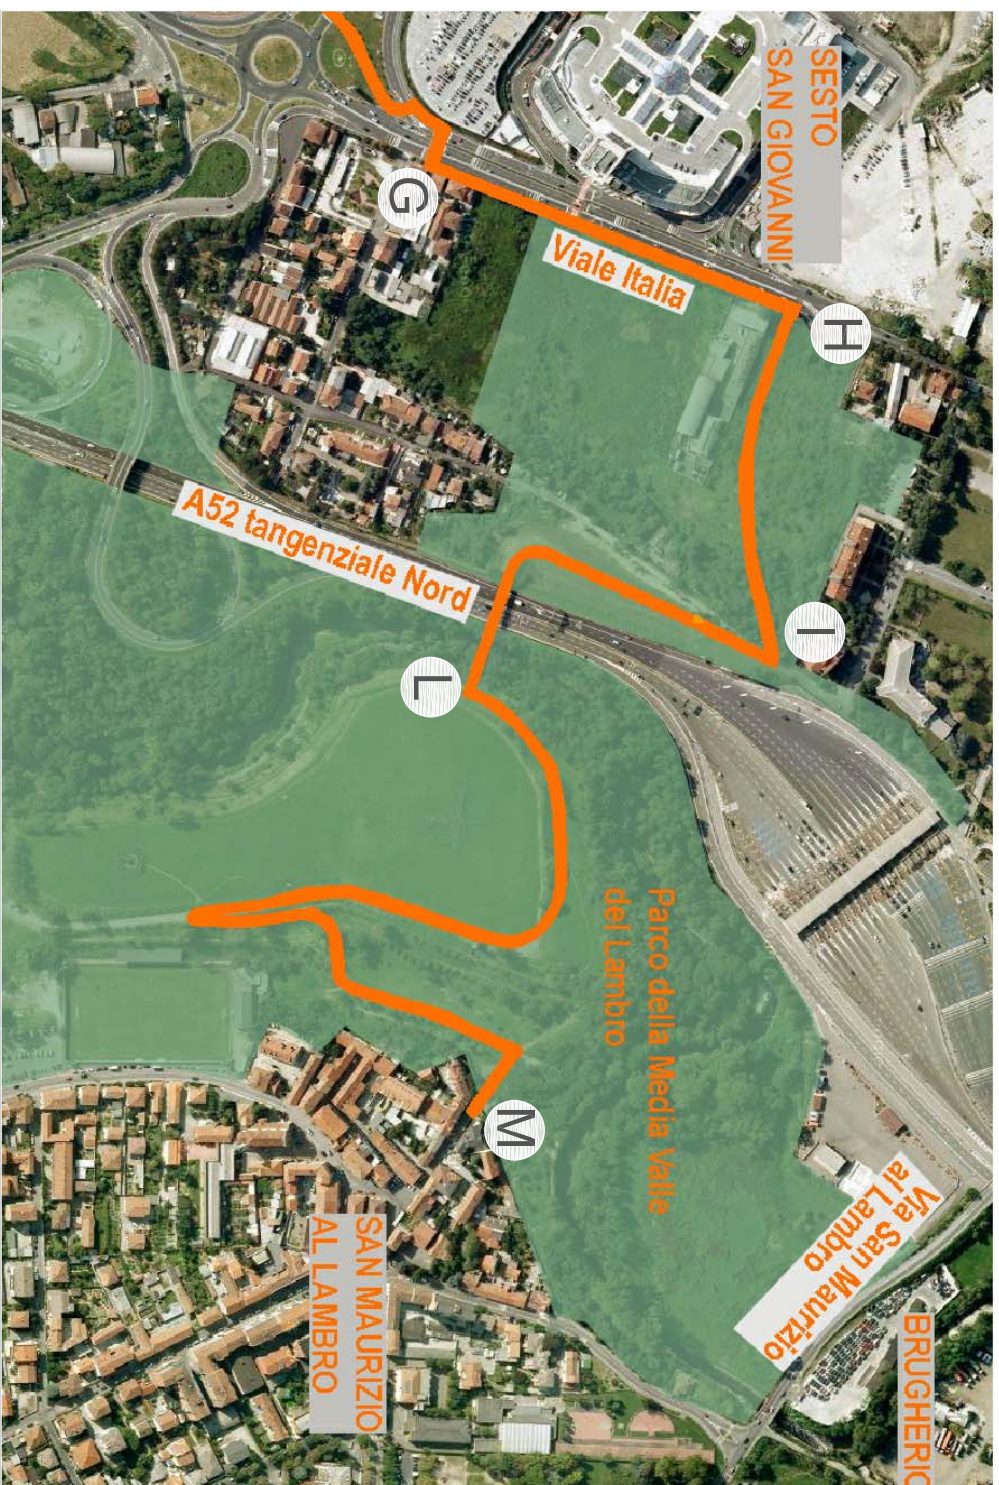 SESTO
SAN GIOVANNI
G
Viale Italia
H
A52 tangenziale Nord
I
L
Parco della Media Valle
del Lambro
M
Via San Maurizio
al Lambro
BRUGHERIO
SAN MAURIZIO
AL LAMBRO